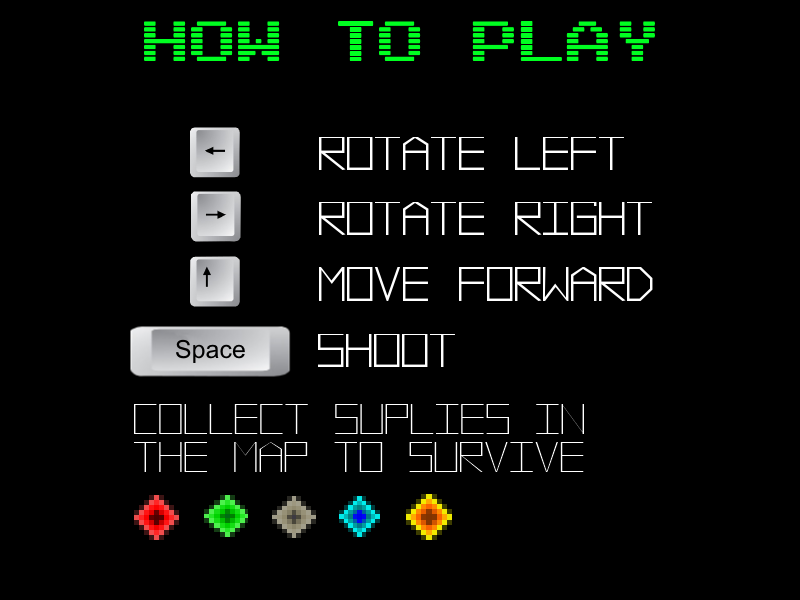 HOW TO PLAY
← ROTATE LEFT
→ ROTATE RIGHT
↑ MOVE FORWARD
Space SHOOT
COLLECT SUPLIES IN
THE MAP TO SURVIVE